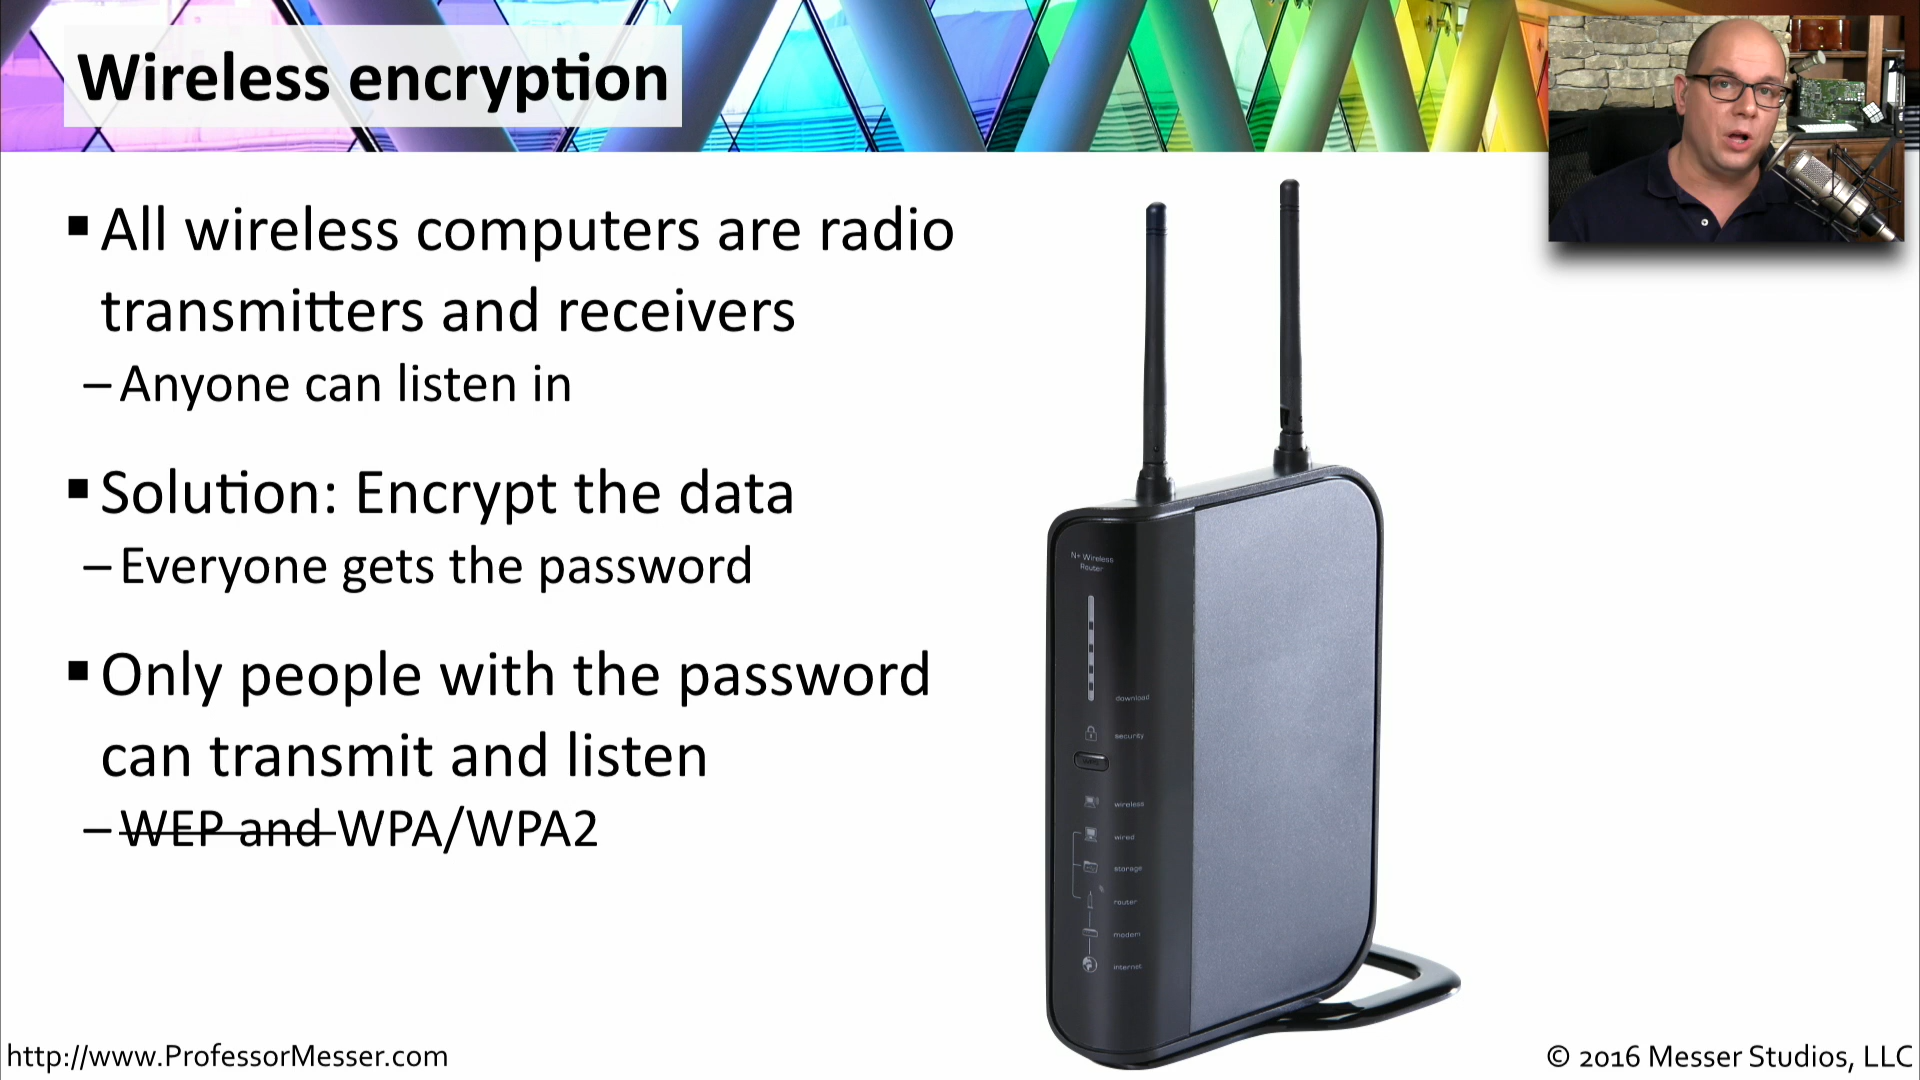 Wireless encryption
▪ All wireless computers are radio
transmitters and receivers
– Anyone can listen in
▪ Solution: Encrypt the data
– Everyone gets the password
▪ Only people with the password
can transmit and listen
– WEP and WPA/WPA2
N+ Wireless
Router
download
security
wireless
wired
storage
router
modem
internet
http://www.ProfessorMesser.com
© 2016 Messer Studios, LLC